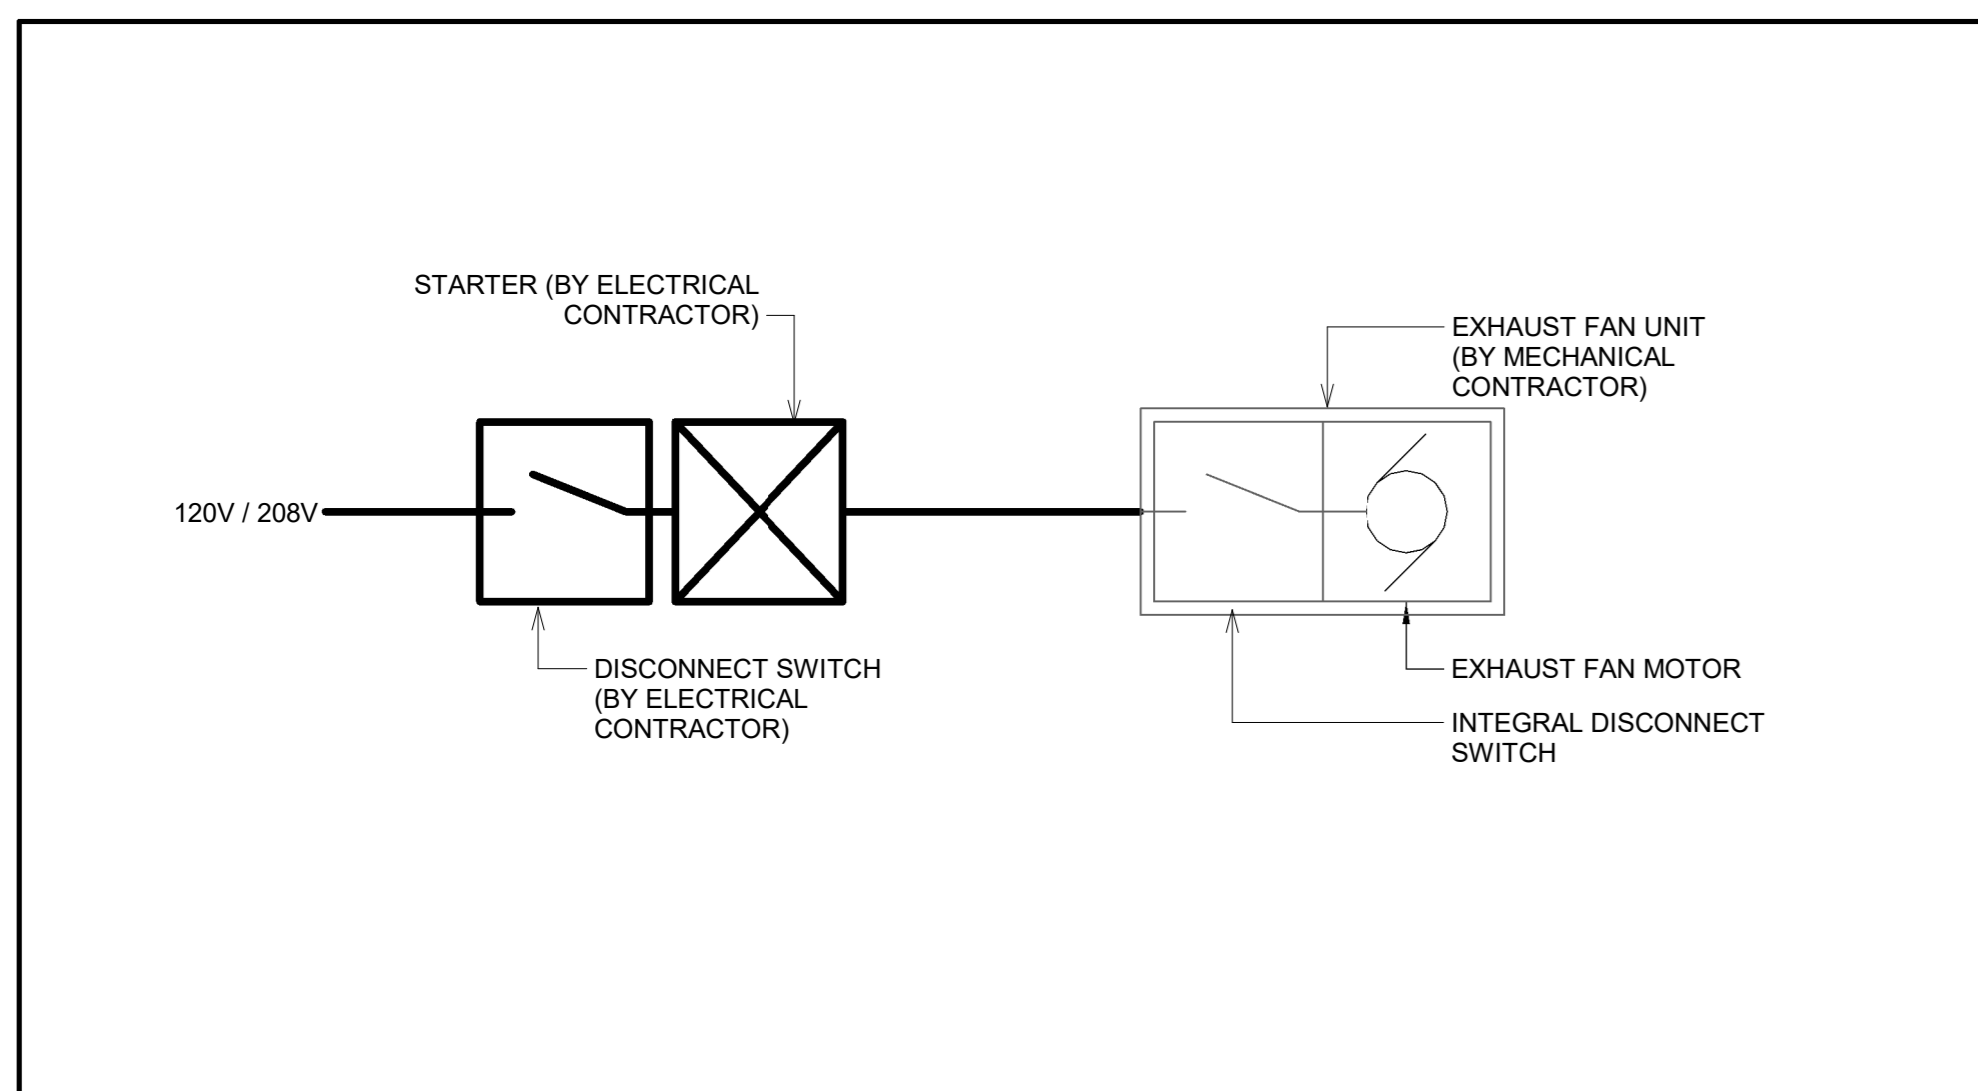 STARTER (BY ELECTRICAL
CONTRACTOR)
EXHAUST FAN UNIT
(BY MECHANICAL
CONTRACTOR)
120V / 208V
DISCONNECT SWITCH
(BY ELECTRICAL
CONTRACTOR)
EXHAUST FAN MOTOR
INTEGRAL DISCONNECT
SWITCH